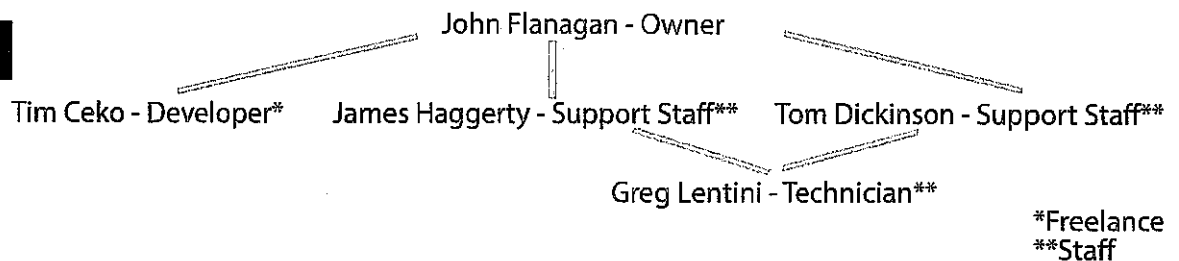 John Flanagan - Owner
Tim Ceko - Developer* James Haggerty - Support Staff** Tom Dickinson - Support Staff**
Greg Lentini - Technician**
*Freelance
**Staff